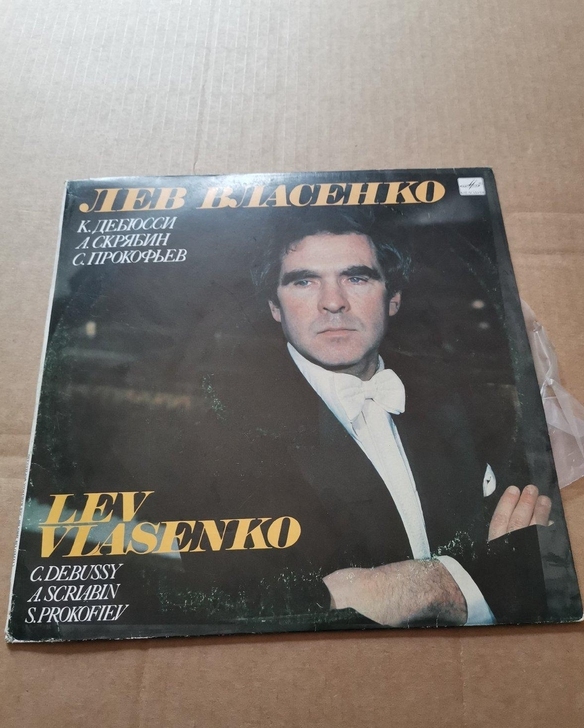 ЛЕВ ВЛАСЕНКО
К. ДЕБЮССИ
А. СКРЯБИН
С. ПРОКОФЬЕВ
LEV
VLASENKO
C. DEBUSSY
A. SCRIABIN
S. PROKOFIEV